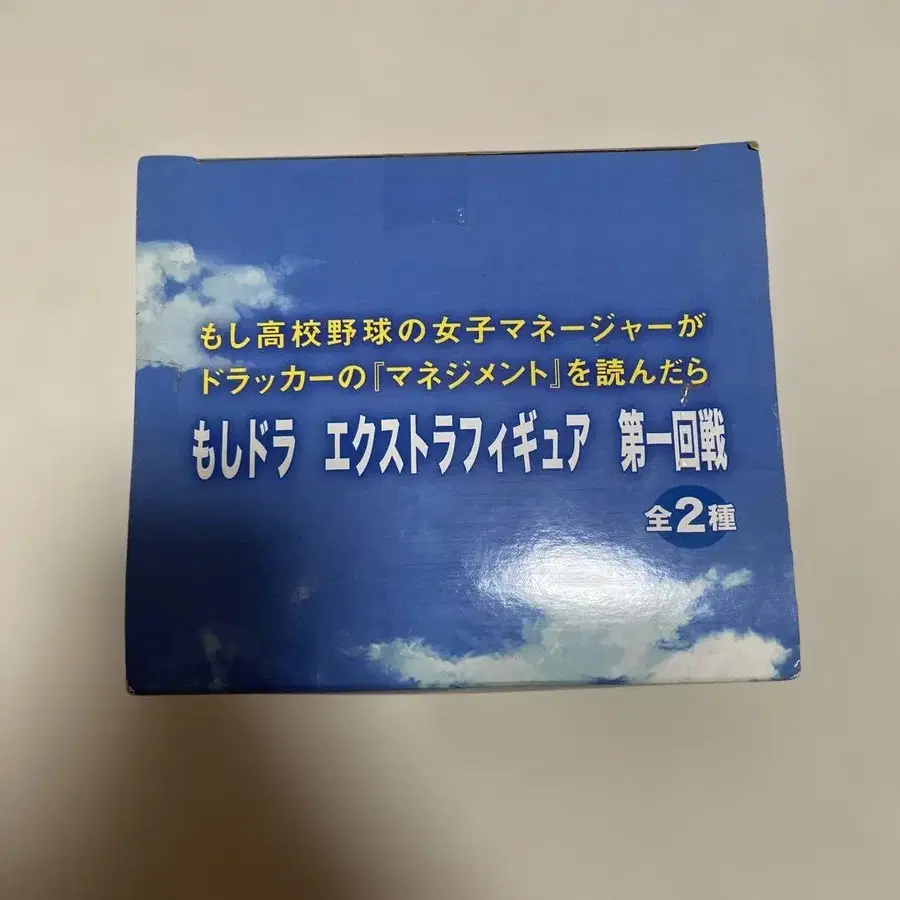 もし高校野球の女子マネージャーが
ドラッカーの『マネジメント』を読んだら
もしドラ エクストラフィギュア 第一回戦
全2種